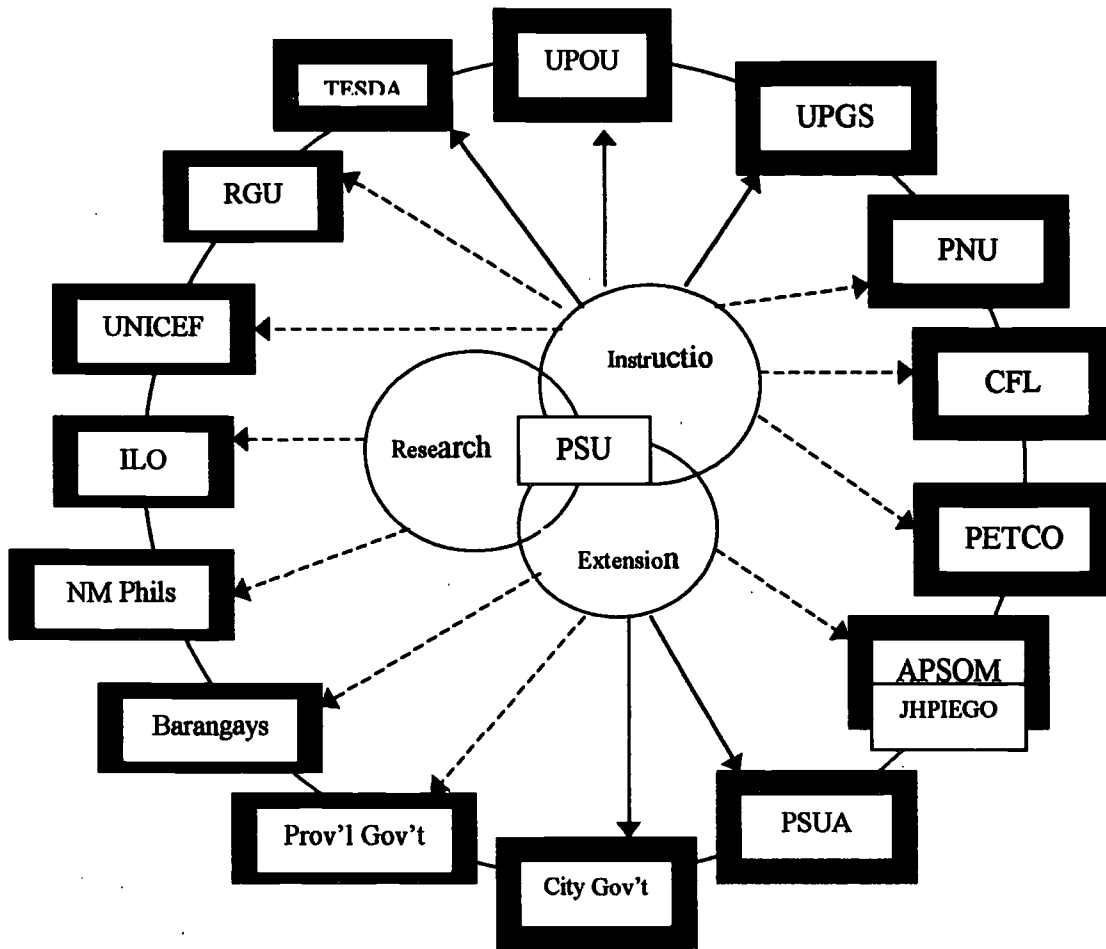 UPOU
TESDA
UPGS
RGU
PNU
UNICEF
Instructio
CFL
Research
PSU
ILO
PETCO
Extension
NM Phils
APSOM
JHPIEGO
Barangays
PSUA
Prov'l Gov't
City Gov't